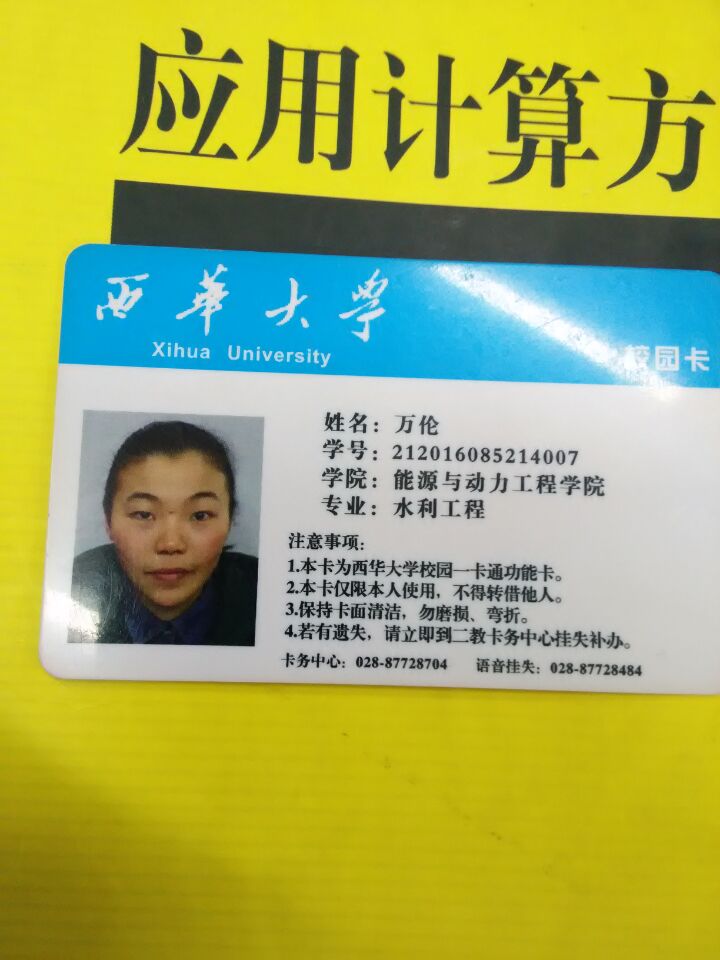 应用计算方
西華大学
Xihua University
校园卡
姓名：万伦
学号：212016085214007
学院：能源与动力工程学院
专业：水利工程
注意事项：
1.本卡为西华大学校园一卡通功能卡。
2.本卡仅限本人使用，不得转借他人。
3.保持卡面清洁，勿磨损、弯折。
4.若有遗失，请立即到二教卡务中心挂失补办。
卡务中心：028-87728704 语音挂失：028-87728484